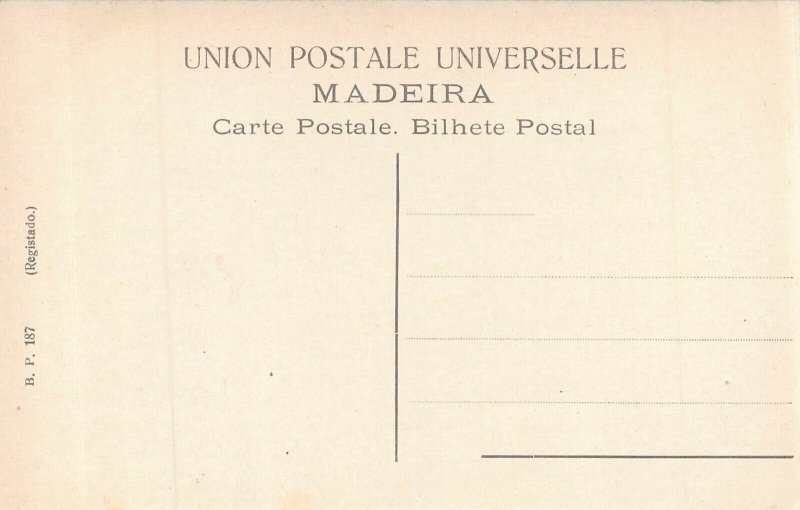 UNION POSTALE UNIVERSELLE
MADEIRA
Carte Postale. Bilhete Postal
B. P. 187 (Registado.)